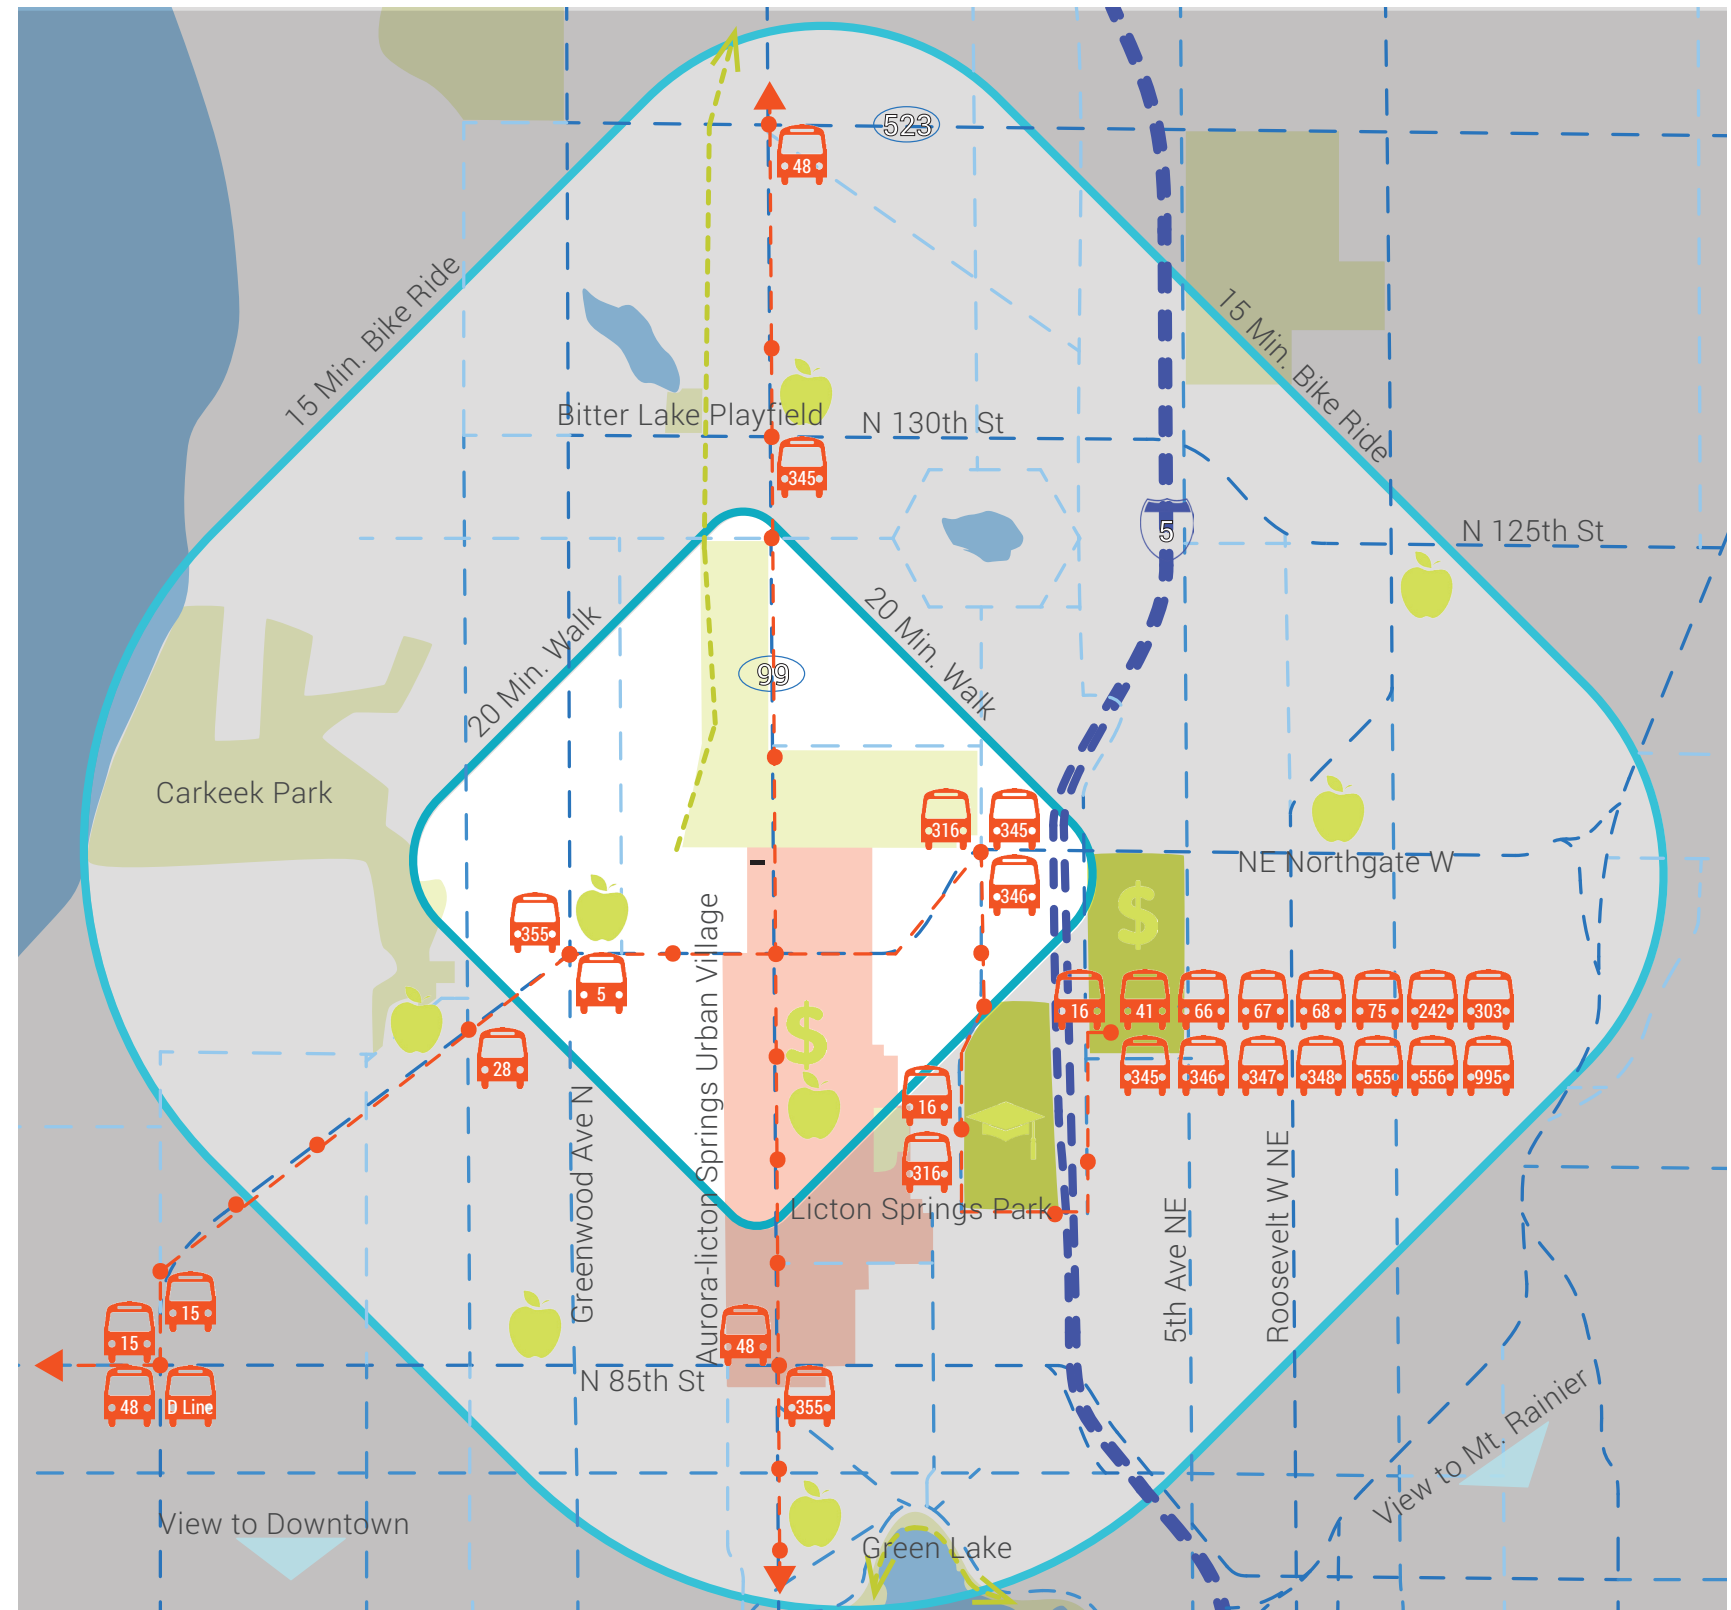 523
48
15 Min. Bike Ride
15 Min. Bike Ride
Bitter Lake Playfield
N 130th St
345
5
N 125th St
20 Min. Walk
20 Min. Walk
99
Carkeek Park
316
345
346
NE Northgate W
$
355
5
28
Aurora-licton Springs Urban Village
$
16
41
66
67
68
75
242
303
345
346
347
348
555
556
995
16
316
Licton Springs Park
Greenwood Ave N
5th Ave NE
Roosevelt W NE
15
15
48
D Line
48
355
N 85th St
View to Mt. Rainier
View to Downtown
Green Lake